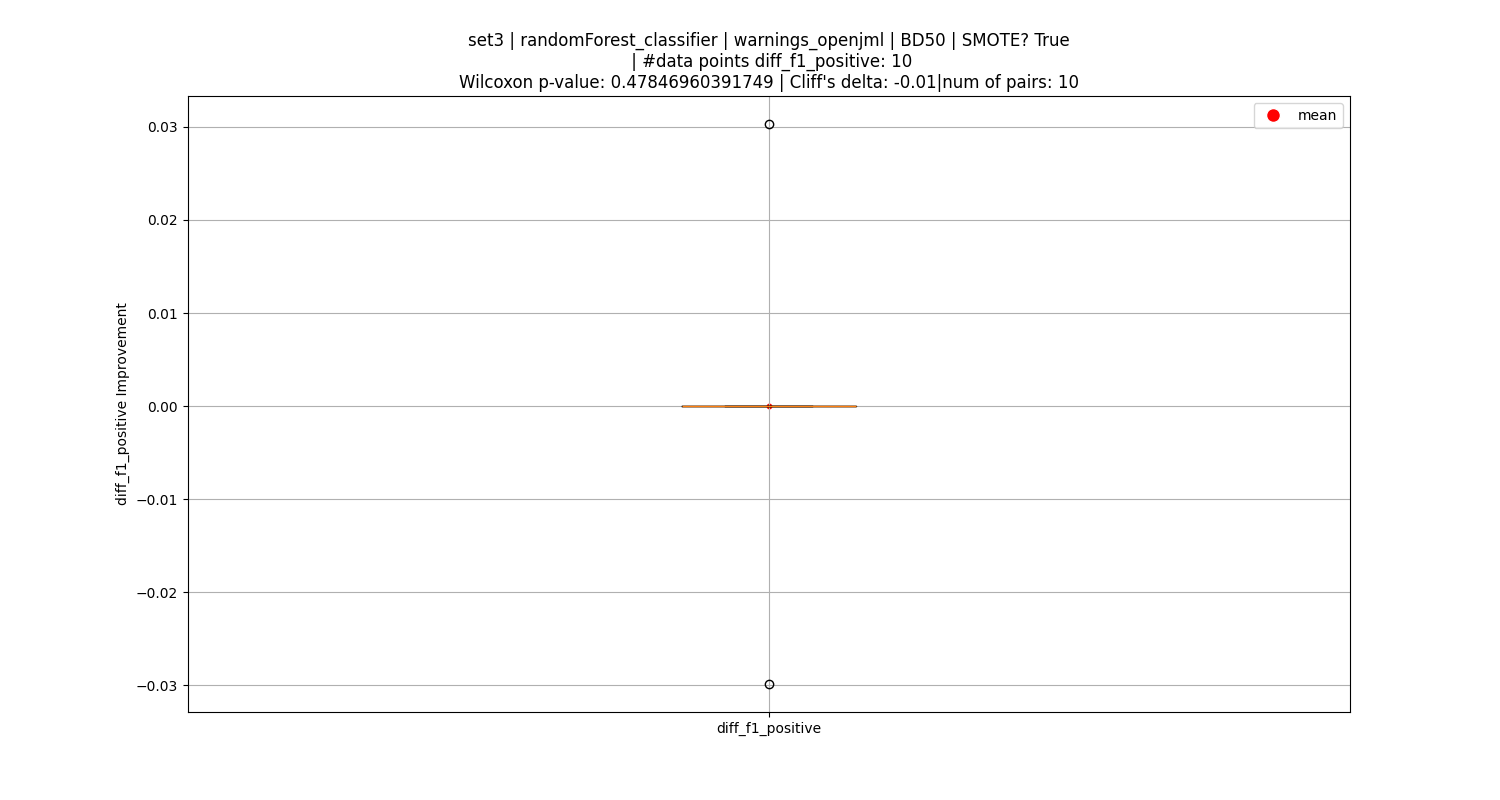 set3 | randomForest_classifier | warnings_openjml | BD50 | SMOTE? True
| #data points diff_f1_positive: 10
Wilcoxon p-value: 0.47846960391749 | Cliff's delta: -0.01|num of pairs: 10
mean
0.03
0.02
0.01
0.00
−0.01
−0.02
−0.03
diff_f1_positive Improvement
diff_f1_positive